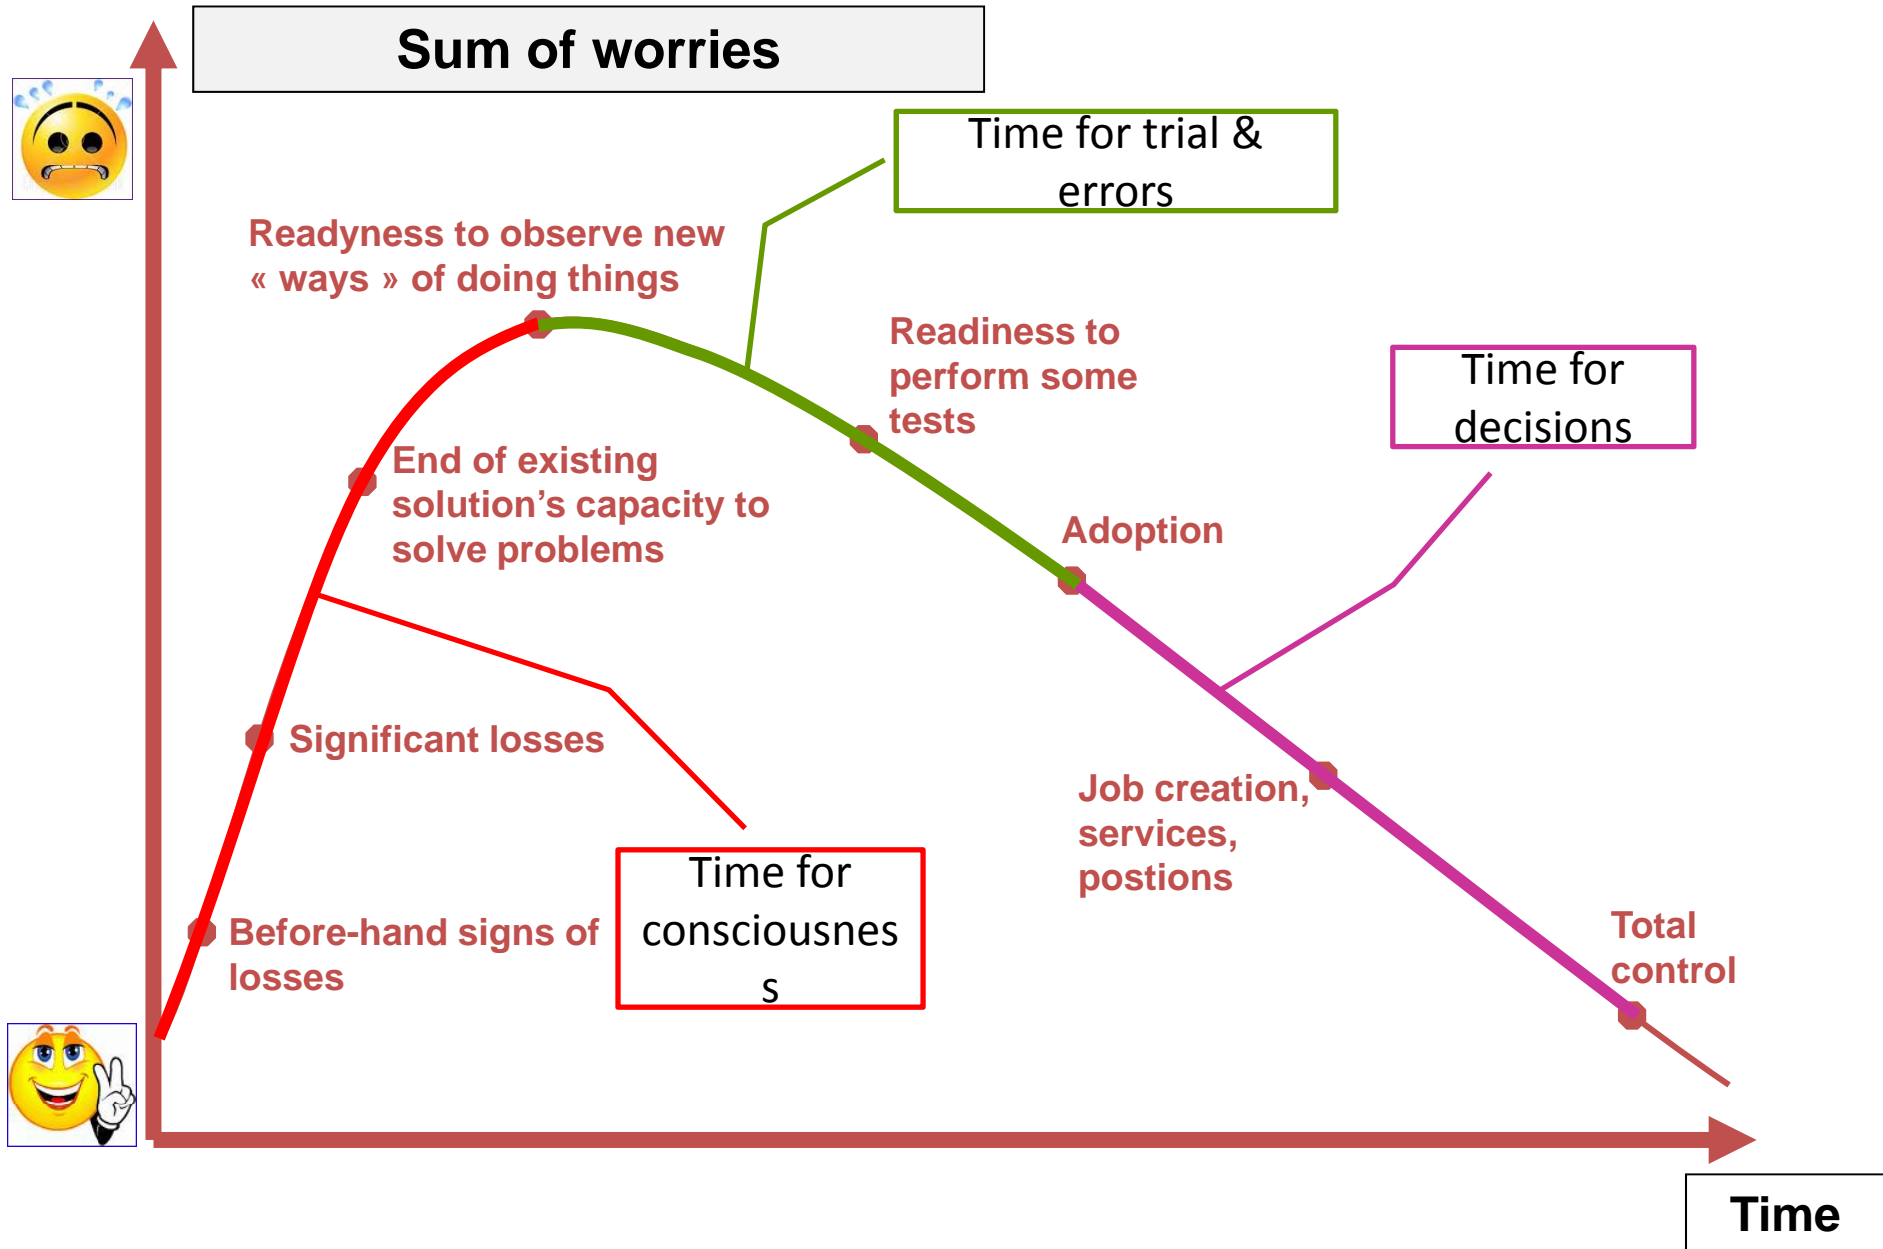 Sum of worries
Time for trial &
errors
Readyness to observe new
« ways » of doing things
Readiness to
perform some
tests
Time for
decisions
End of existing
solution’s capacity to
solve problems
Adoption
Significant losses
Job creation,
services,
postions
Time for
consciousnes
s
Before-hand signs of
losses
Total
control
Time